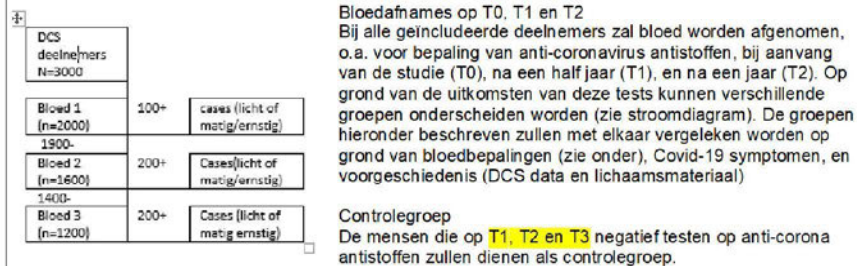 DCS
deelnemers
N=3000
Bloed 1
(n=2000)
100+
cases (licht of
matig/ernstig)
1900-
Bloed 2
(n=1600)
200+
Cases(licht of
matig/ernstig)
1400-
Bloed 3
(n=1200)
200+
Cases (licht of
matig ernstig)
Bloedafnames op T0, T1 en T2
Bij alle geïncludeerde deelnemers zal bloed worden afgenomen,
o.a. voor bepaling van anti-coronavirus antistoffen, bij aanvang
van de studie (T0), na een half jaar (T1), en na een jaar (T2). Op
grond van de uitkomsten van deze tests kunnen verschillende
groepen onderscheiden worden (zie stroomdiagram). De groepen
hieronder beschreven zullen met elkaar vergeleken worden op
grond van bloedbepalingen (zie onder), Covid-19 symptomen, en
voorgeschiedenis (DCS data en lichaamsmateriaal)
Controlegroep
De mensen die op T1, T2 en T3 negatief testen op anti-corona
antistoffen zullen dienen als controlegroep.